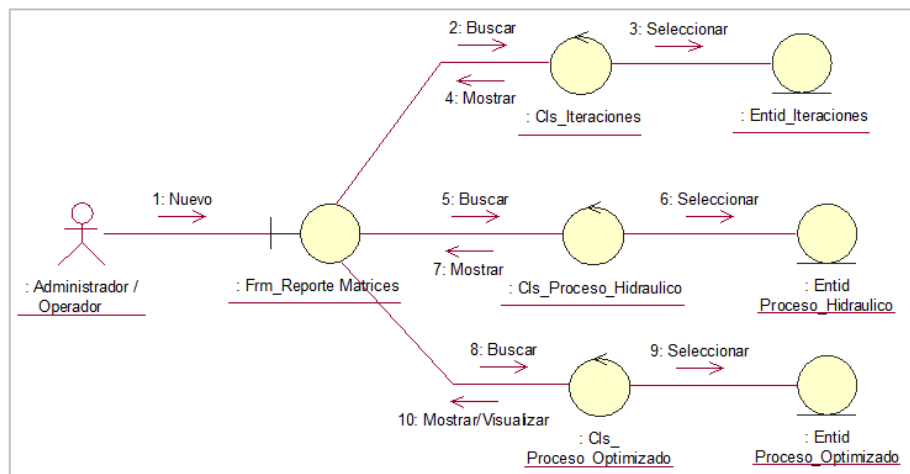 2: Buscar
3: Seleccionar
4: Mostrar
: Cls_Iteraciones
: Entid_Iteraciones
1: Nuevo
5: Buscar
6: Seleccionar
7: Mostrar
: Administrador /
Operador
: Frm_Reporte Matrices
: Cls_Proceso_Hidraulico
: Entid
Proceso_Hidraulico
8: Buscar
9: Seleccionar
10: Mostrar/Visualizar
: Cls_
Proceso_Optimizado
: Entid
Proceso_Optimizado